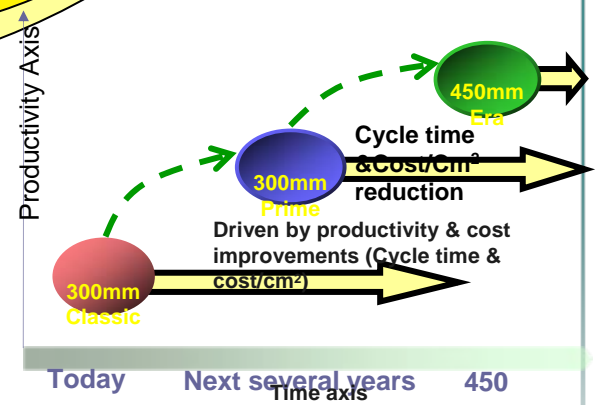 Productivity Axis
450mm
Era
Cycle time
&Cost/Cm²
reduction
300mm
Prime
Driven by productivity & cost
improvements (Cycle time &
cost/cm²)
300mm
Classic
Today
Next several years
450
Time axis